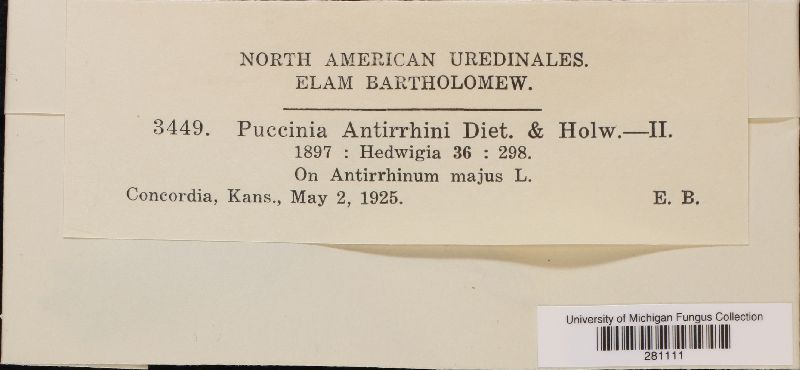 NORTH AMERICAN UREDINALES.
ELAM BARTHOLOMEW.
3449. Puccinia Antirrhini Diet. & Holw.—II.
1897 : Hedwigia 36 : 298.
On Antirrhinum majus L.
Concordia, Kans., May 2, 1925. E. B.
University of Michigan Fungus Collection
281111